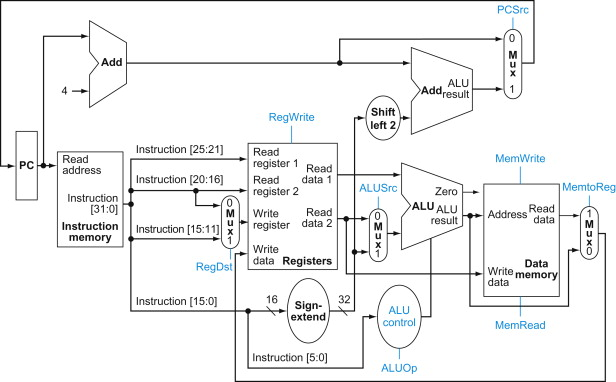 PCSrc
0
M
u
x
1
Add
4
Add
ALU
result
Shift
left 2
RegWrite
PC
Read
address
Instruction
[31:0]
Instruction
memory
Instruction [25:21]
Instruction [20:16]
Instruction [15:11]
0
M
u
x
1
RegDst
Read
register 1
Read
register 2
Write
register
Write
data
Read
data 1
Read
data 2
Registers
ALUSrc
0
M
u
x
1
Zero
ALU
ALU
result
MemWrite
Address
Read
data
Write
data
Data
memory
MemRead
MemtoReg
1
M
u
x
0
Instruction [15:0]
16
Sign-
extend
32
ALU
control
Instruction [5:0]
ALUOp